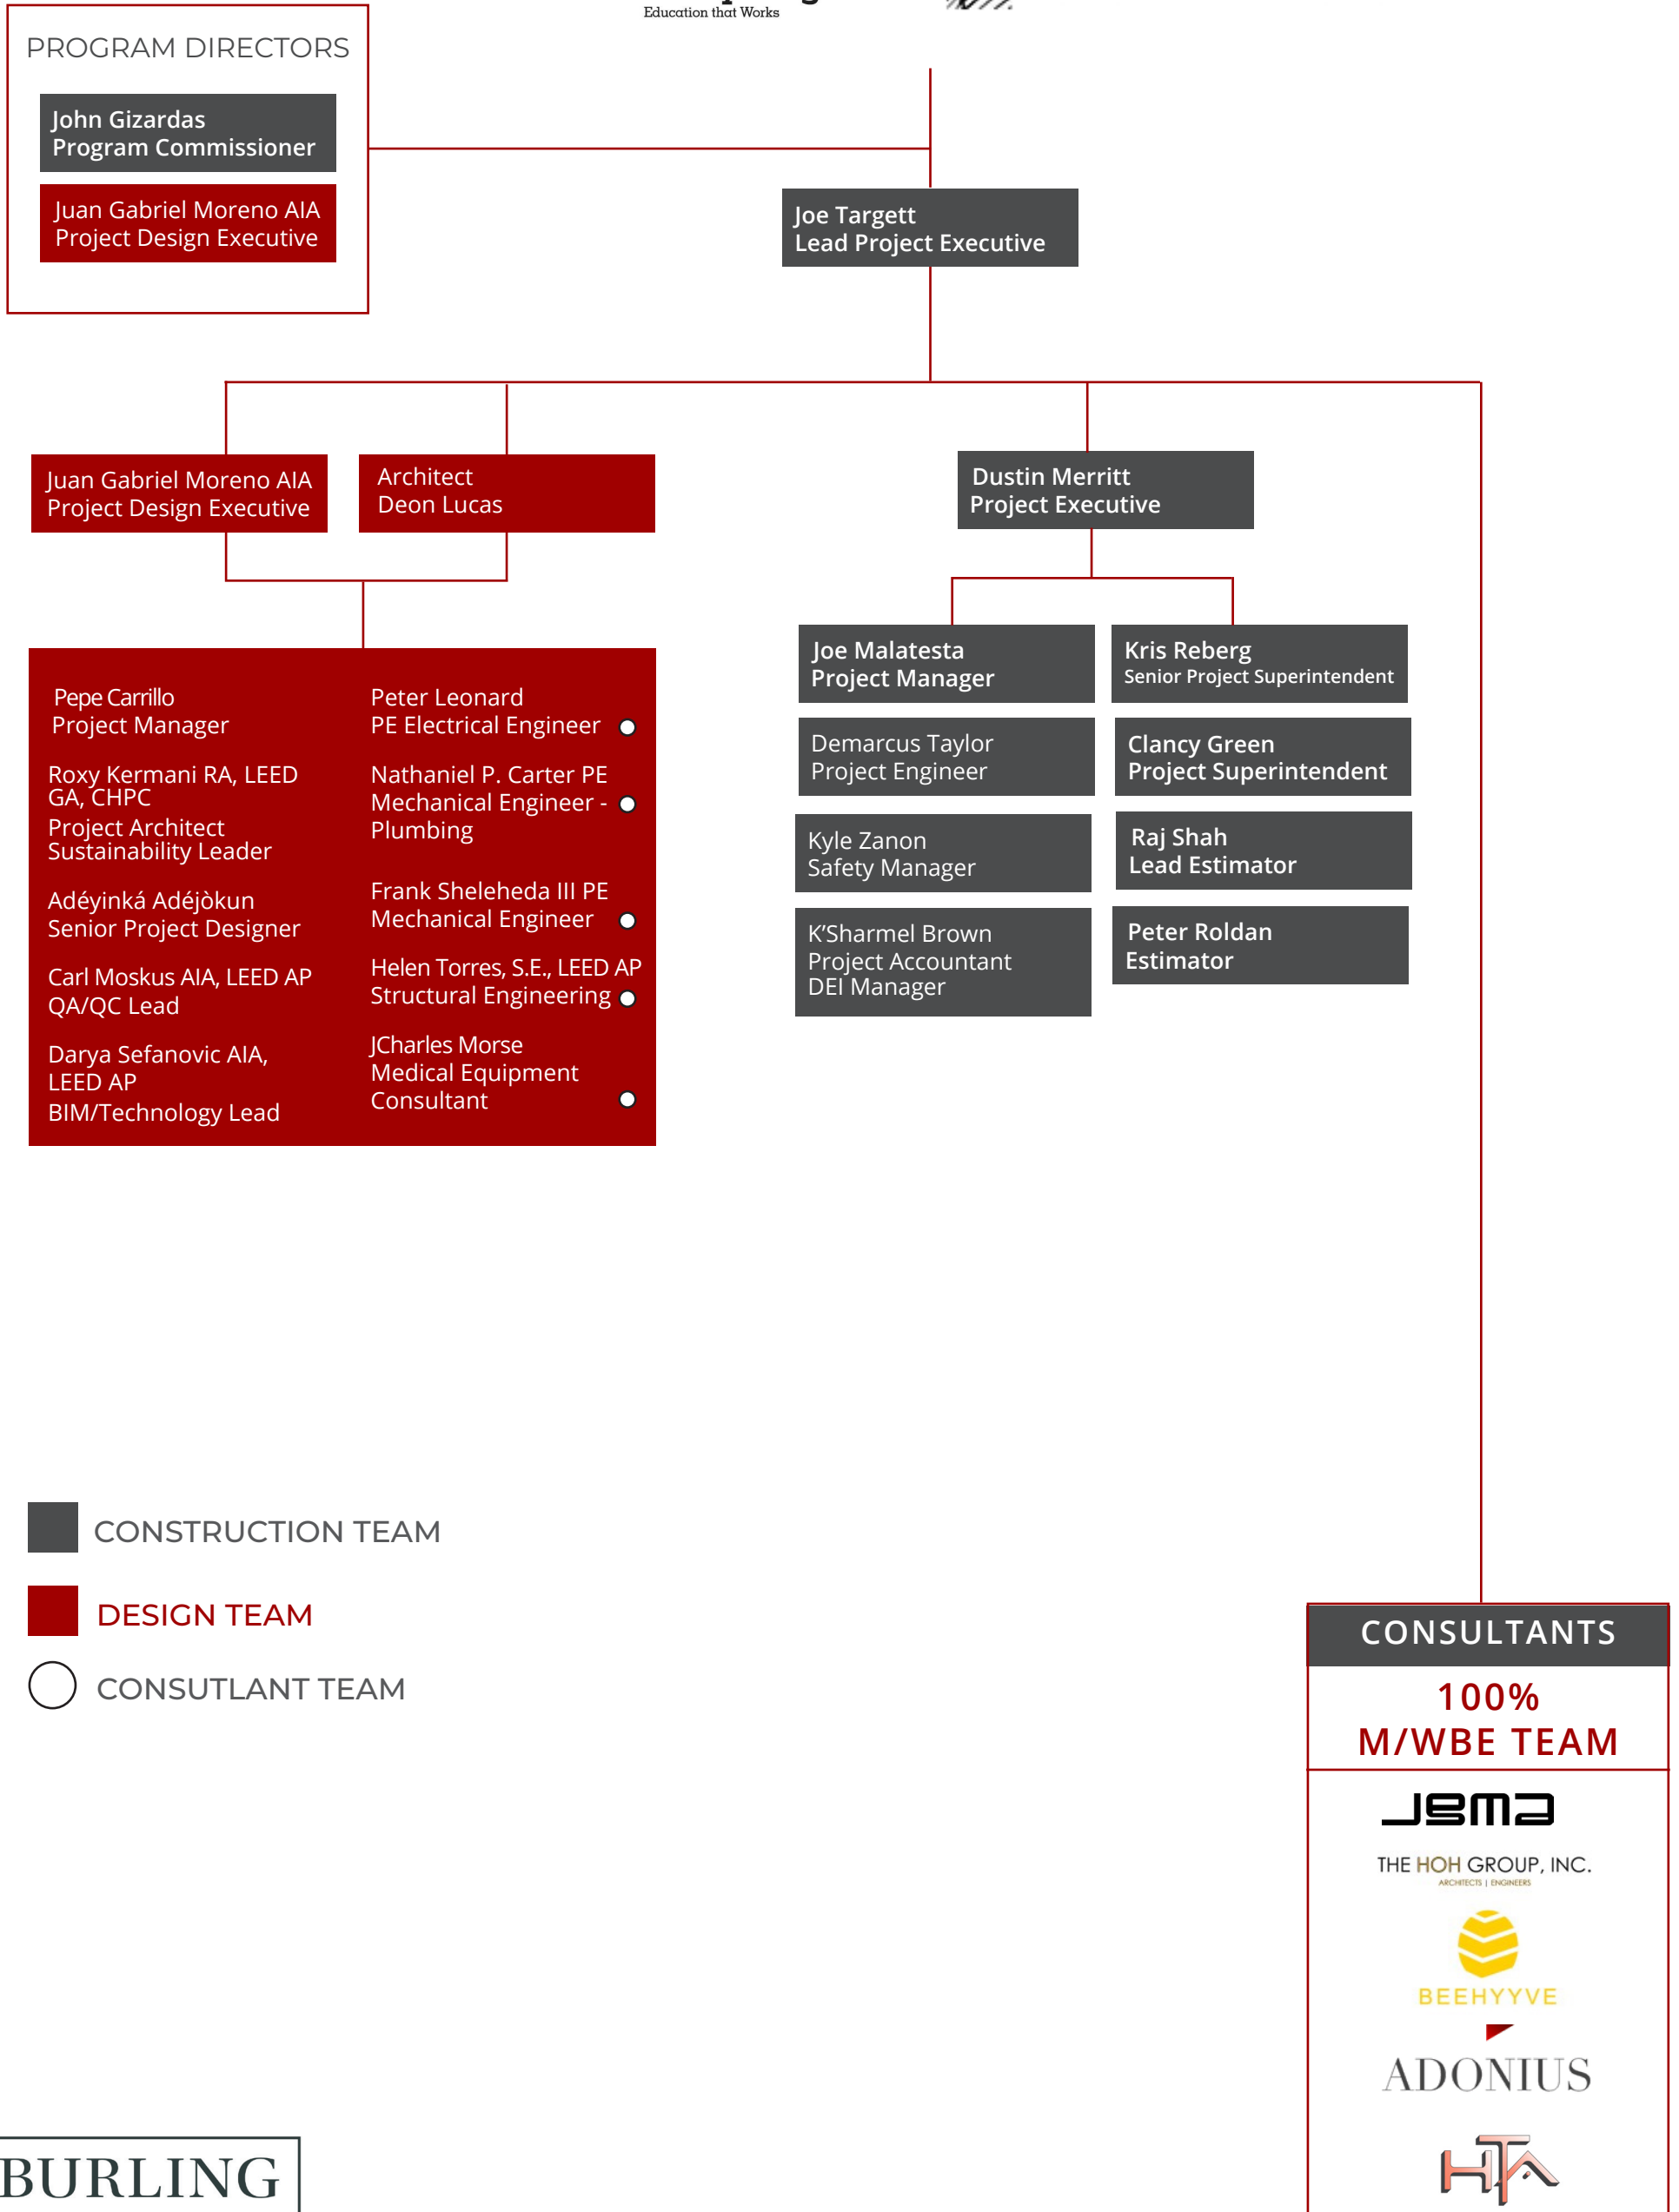 Education that Works
PROGRAM DIRECTORS
John Gizardas
Program Commissioner
Juan Gabriel Moreno AIA
Project Design Executive
Joe Targett
Lead Project Executive
Juan Gabriel Moreno AIA
Project Design Executive
Architect
Deon Lucas
Dustin Merritt
Project Executive
Pepe Carrillo
Project Manager
Roxy Kermani RA, LEED
GA, CHPC
Project Architect
Sustainability Leader
Adéyinká Adéjòkun
Senior Project Designer
Carl Moskus AIA, LEED AP
QA/QC Lead
Darya Sefanovic AIA,
LEED AP
BIM/Technology Lead
Peter Leonard
PE Electrical Engineer
Nathaniel P. Carter PE
Mechanical Engineer -
Plumbing
Frank Sheleheda III PE
Mechanical Engineer
Helen Torres, S.E., LEED AP
Structural Engineering
JCharles Morse
Medical Equipment
Consultant
Joe Malatesta
Project Manager
Demarcus Taylor
Project Engineer
Kyle Zanon
Safety Manager
K'Sharmel Brown
Project Accountant
DEI Manager
Kris Reberg
Senior Project Superintendent
Clancy Green
Project Superintendent
Raj Shah
Lead Estimator
Peter Roldan
Estimator
CONSTRUCTION TEAM
DESIGN TEAM
CONSUTLANT TEAM
CONSULTANTS
100%
M/WBE TEAM
JGMA
THE HOH GROUP, INC.
ARCHITECTS | ENGINEERS
BEEHYYVE
ADONIUS
HTA
BURLING